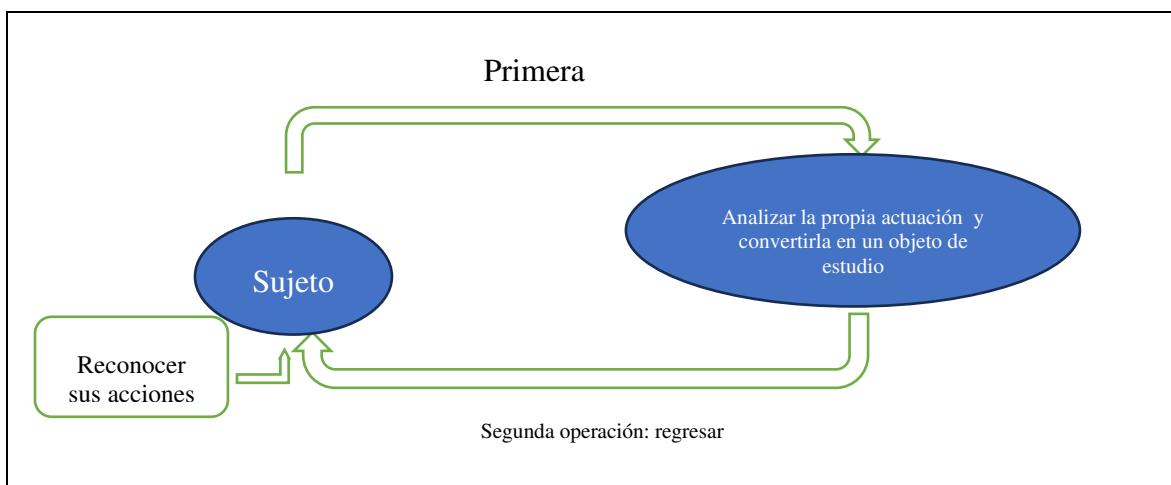 Primera
Analizar la propia actuación y
convertirla en un objeto de
estudio
Sujeto
Reconocer
sus acciones
Segunda operación: regresar